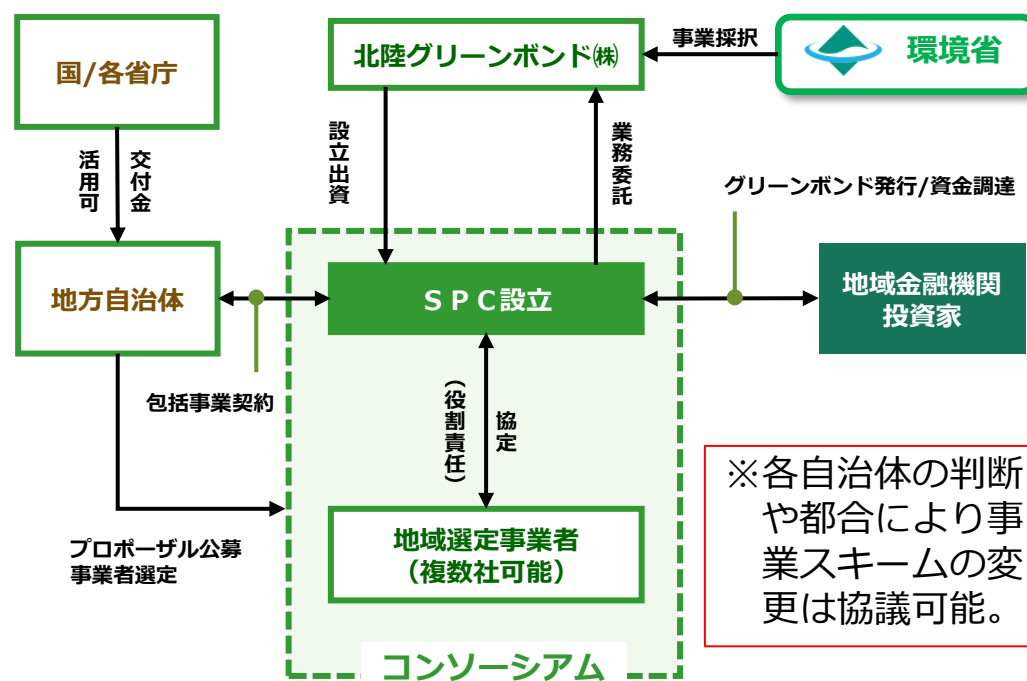 国/各省庁
北陸グリーンボンド㈱
事業採択
環境省
活用可
交付金
設立出資
業務委託
グリーンボンド発行/資金調達
地方自治体
ＳＰＣ設立
地域金融機関
投資家
包括事業契約
(役割責任)
協定
プロポーザル公募
事業者選定
地域選定事業者
（複数社可能）
コンソーシアム
※各自治体の判断
や都合により事
業スキームの変
更は協議可能。